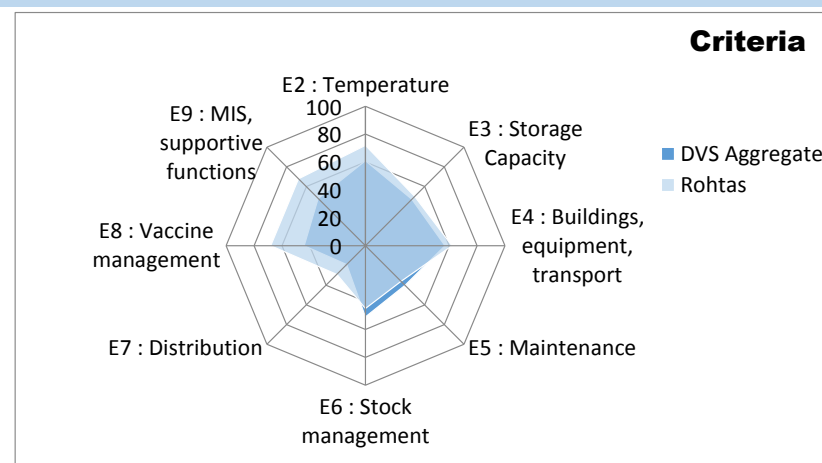 Criteria
E2 : Temperature
100
80
60
40
20
0
E3 : Storage
Capacity
E4 : Buildings,
equipment,
transport
E5 : Maintenance
E6 : Stock
management
E7 : Distribution
E8 : Vaccine
management
E9 : MIS,
supportive
functions
DVS Aggregate
Rohtas